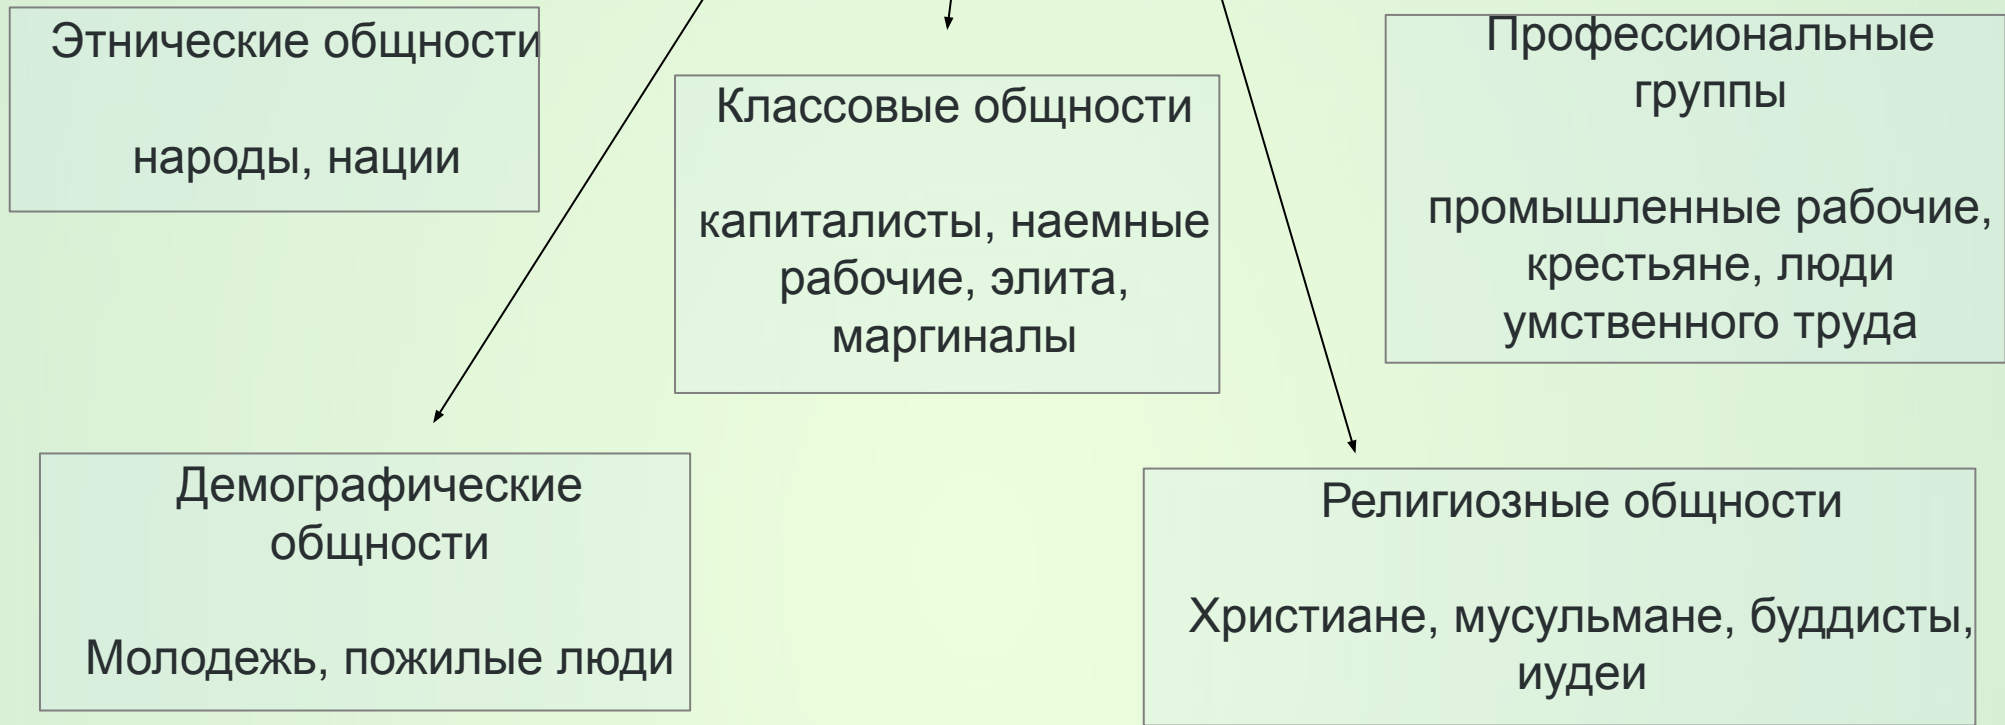 Этнические общности
народы, нации
Классовые общности
капиталисты, наемные
рабочие, элита,
маргиналы
Профессиональные
группы
промышленные рабочие,
крестьяне, люди
умственного труда
Демографические
общности
Молодежь, пожилые люди
Религиозные общности
Христиане, мусульмане, буддисты,
иудеи